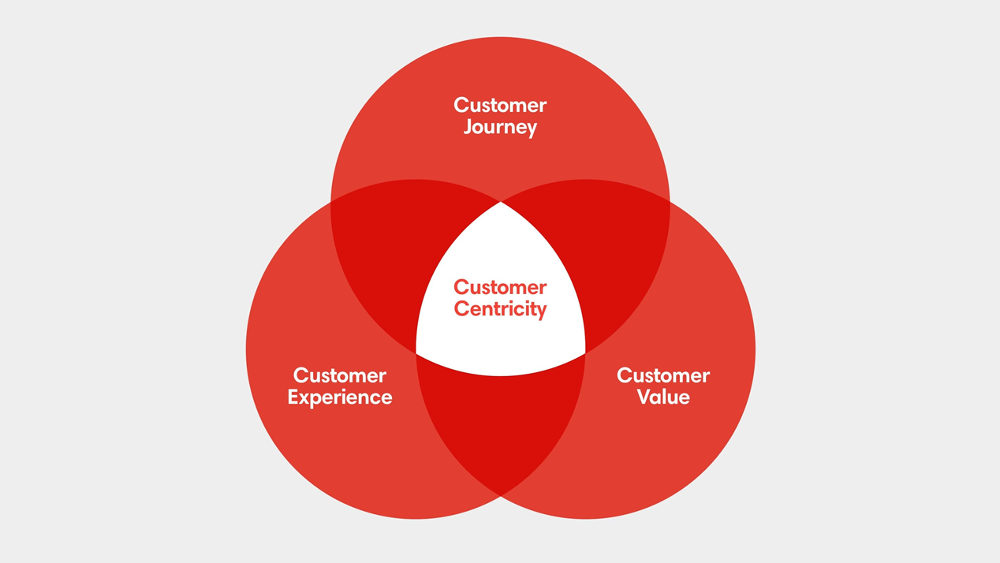 Customer
Journey
Customer
Centricity
Customer
Experience
Customer
Value